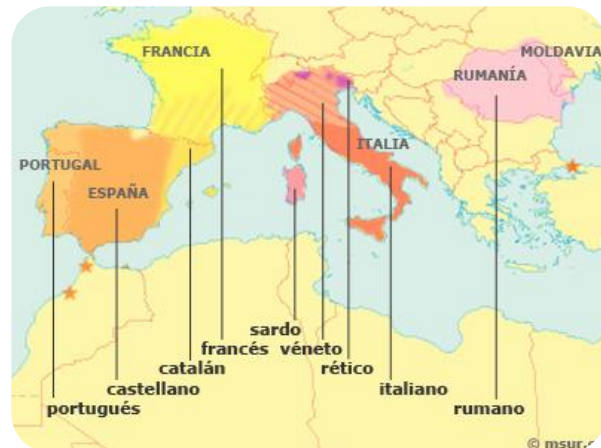 FRANCIA
MOLDAVIA
RUMANÍA
ITALIA
PORTUGAL
ESPAÑA
sardo
francés véneto
catalán
rético
castellano
italiano
portugués
rumano
© msur.